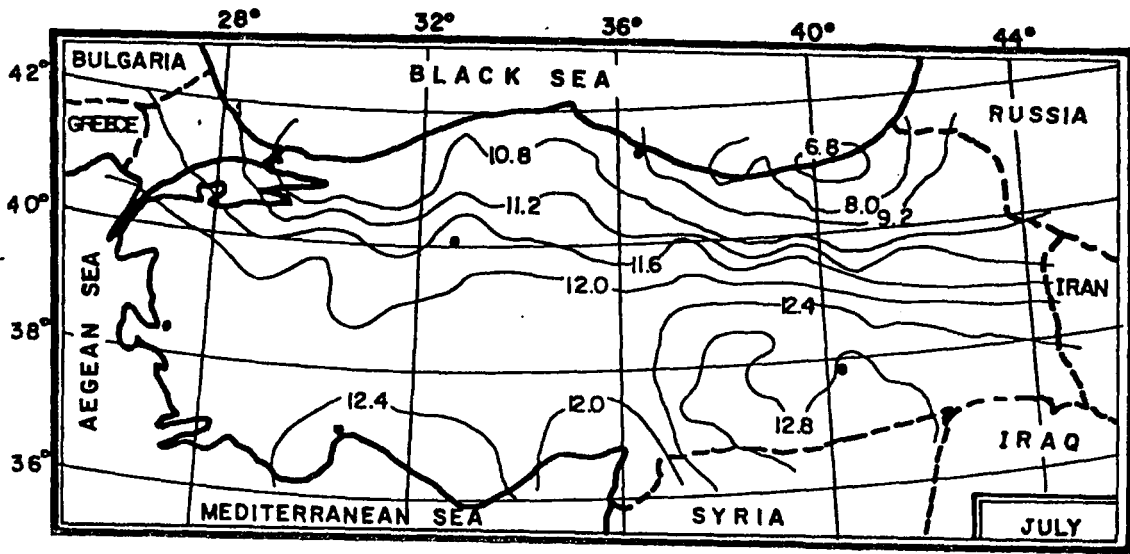 28° 32° 36° 40° 44°
42°
BULGARIA
BLACK SEA
RUSSIA
GREECE
6.8
10.8
40°
11.2
8.0 9.2
11.6
12.0
IRAN
12.4
AEGEAN SEA
38°
12.4
12.0
12.8
IRAQ
36°
MEDITERRANEAN SEA
SYRIA
JULY